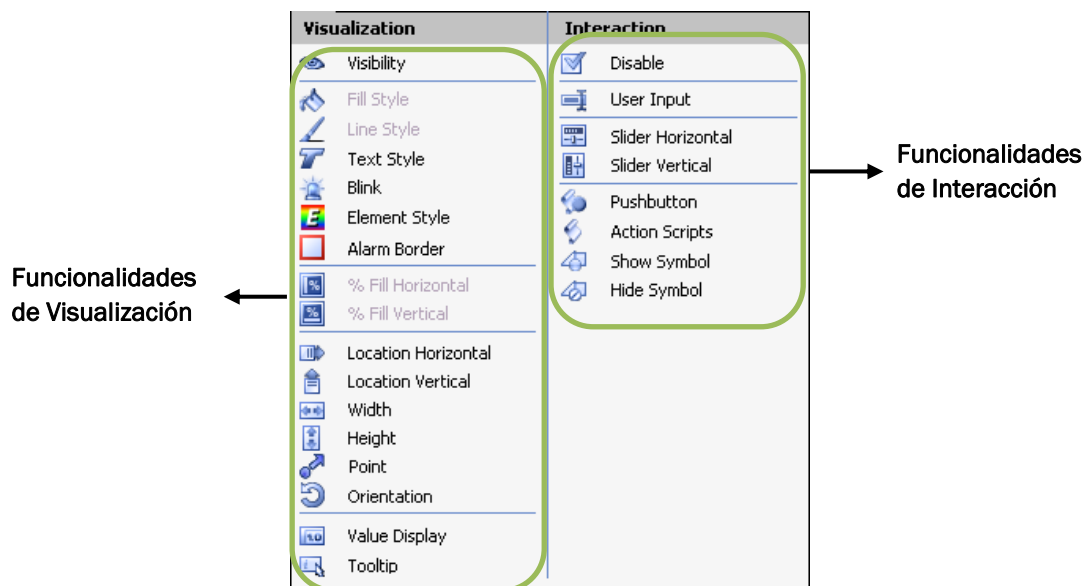 Visualization
Visibility
Fill Style
Line Style
Text Style
Blink
E
Element Style
Alarm Border
%
% Fill Horizontal
%
% Fill Vertical
Location Horizontal
Location Vertical
Width
Height
Point
Orientation
1.0
Value Display
Tooltip
Interaction
Disable
User Input
Slider Horizontal
Slider Vertical
Pushbutton
Action Scripts
Show Symbol
Hide Symbol
Funcionalidades
de Visualización
Funcionalidades
de Interacción